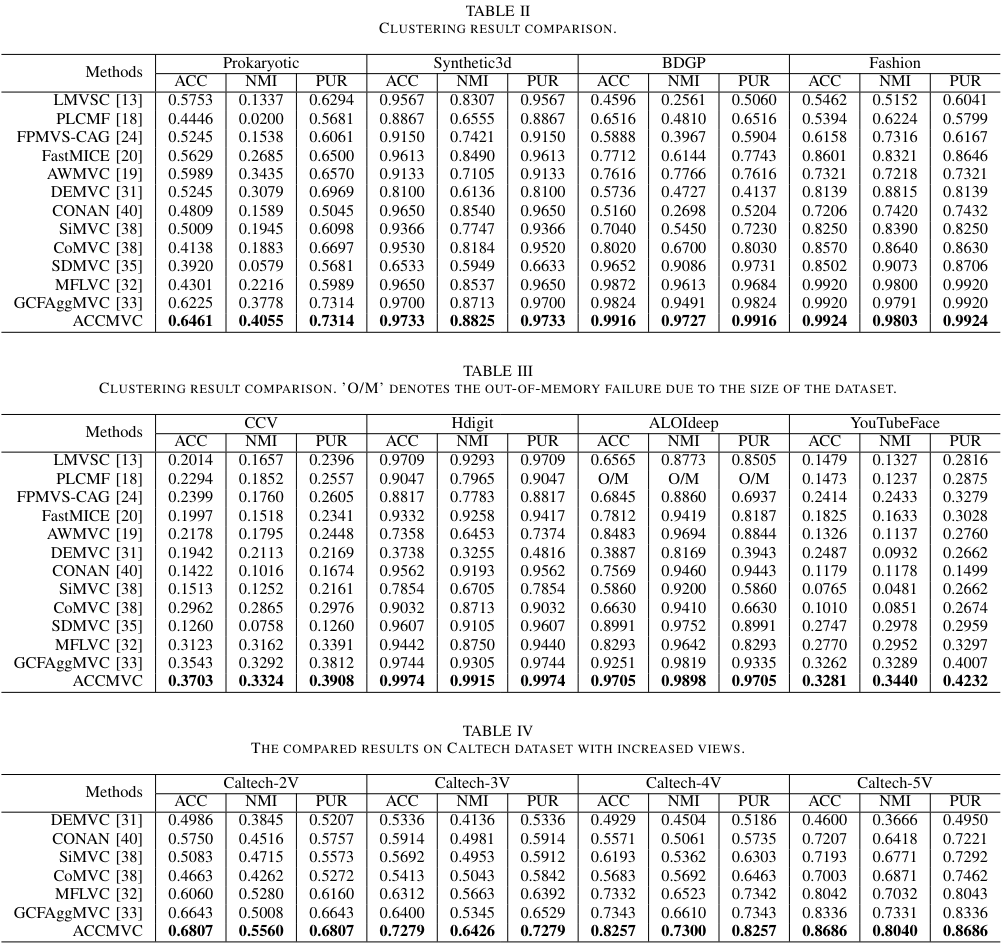 TABLE II
CLUSTERING RESULT COMPARISON.
Methods Prokaryotic Synthetic3d BDGP Fashion
ACC NMI PUR ACC NMI PUR ACC NMI PUR ACC NMI PUR
LMVSC [13] 0.5753 0.1337 0.6294 0.9567 0.8307 0.9567 0.4596 0.2561 0.5060 0.5462 0.5152 0.6041
PLCMF [18] 0.4446 0.0200 0.5681 0.8867 0.6555 0.8867 0.6516 0.4810 0.6516 0.5394 0.6224 0.5799
FPMVS-CAG [24] 0.5245 0.1538 0.6061 0.9150 0.7421 0.9150 0.5888 0.3967 0.5904 0.6158 0.7316 0.6167
FastMICE [20] 0.5629 0.2685 0.6500 0.9613 0.8490 0.9613 0.7712 0.6144 0.7743 0.8601 0.8321 0.8646
AWMVC [19] 0.5989 0.3435 0.6570 0.9133 0.7105 0.9133 0.7616 0.7766 0.7616 0.7321 0.7218 0.7321
DEMVC [31] 0.5245 0.3079 0.6969 0.8100 0.6136 0.8100 0.5736 0.4727 0.4137 0.8139 0.8815 0.8139
CONAN [40] 0.4809 0.1589 0.5045 0.9650 0.8540 0.9650 0.5160 0.2698 0.5204 0.7206 0.7420 0.7432
SiMVC [38] 0.5009 0.1945 0.6098 0.9366 0.7747 0.9366 0.7040 0.5450 0.7230 0.8250 0.8390 0.8250
CoMVC [38] 0.4138 0.1883 0.6697 0.9530 0.8184 0.9520 0.8020 0.6700 0.8030 0.8570 0.8640 0.8630
SDMVC [35] 0.3920 0.0579 0.5681 0.6533 0.5949 0.6633 0.9652 0.9086 0.9731 0.8502 0.9073 0.8706
MFLVC [32] 0.4301 0.2216 0.5989 0.9650 0.8537 0.9650 0.9872 0.9613 0.9684 0.9920 0.9800 0.9920
GCFAggMVC [33] 0.6225 0.3778 0.7314 0.9700 0.8713 0.9700 0.9824 0.9491 0.9824 0.9920 0.9791 0.9920
ACCMVC 0.6461 0.4055 0.7314 0.9733 0.8825 0.9733 0.9916 0.9727 0.9916 0.9924 0.9803 0.9924
TABLE III
CLUSTERING RESULT COMPARISON. 'O/M' DENOTES THE OUT-OF-MEMORY FAILURE DUE TO THE SIZE OF THE DATASET.
Methods CCV Hdigit ALOIdeep YouTubeFace
ACC NMI PUR ACC NMI PUR ACC NMI PUR ACC NMI PUR
LMVSC [13] 0.2014 0.1657 0.2396 0.9709 0.9293 0.9709 0.6565 0.8773 0.8505 0.1479 0.1327 0.2816
PLCMF [18] 0.2294 0.1852 0.2557 0.9047 0.7965 0.9047 O/M O/M O/M 0.1473 0.1237 0.2875
FPMVS-CAG [24] 0.2399 0.1760 0.2605 0.8817 0.7783 0.8817 0.6845 0.8860 0.6937 0.2414 0.2433 0.3279
FastMICE [20] 0.1997 0.1518 0.2341 0.9332 0.9258 0.9417 0.7812 0.9419 0.8187 0.1825 0.1633 0.3028
AWMVC [19] 0.2178 0.1795 0.2448 0.7358 0.6453 0.7374 0.8483 0.9694 0.8844 0.1326 0.1137 0.2760
DEMVC [31] 0.1942 0.2113 0.2169 0.3738 0.3255 0.4816 0.3887 0.8169 0.3943 0.2487 0.0932 0.2662
CONAN [40] 0.1422 0.1016 0.1674 0.9562 0.9193 0.9562 0.7569 0.9460 0.9443 0.1179 0.1178 0.1499
SiMVC [38] 0.1513 0.1252 0.2161 0.7854 0.6705 0.7854 0.5860 0.9200 0.5860 0.0765 0.0481 0.2662
CoMVC [38] 0.2962 0.2865 0.2976 0.9032 0.8713 0.9032 0.6630 0.9410 0.6630 0.1010 0.0851 0.2674
SDMVC [35] 0.1260 0.0758 0.1260 0.9607 0.9105 0.9607 0.8991 0.9752 0.8991 0.2747 0.2978 0.2959
MFLVC [32] 0.3123 0.3162 0.3391 0.9442 0.8750 0.9440 0.8293 0.9642 0.8293 0.2770 0.2952 0.3297
GCFAggMVC [33] 0.3543 0.3292 0.3812 0.9744 0.9305 0.9744 0.9251 0.9819 0.9335 0.3262 0.3289 0.4007
ACCMVC 0.3703 0.3324 0.3908 0.9974 0.9915 0.9974 0.9705 0.9898 0.9705 0.3281 0.3440 0.4232
TABLE IV
THE COMPARED RESULTS ON CALTECH DATASET WITH INCREASED VIEWS.
Methods Caltech-2V Caltech-3V Caltech-4V Caltech-5V
ACC NMI PUR ACC NMI PUR ACC NMI PUR ACC NMI PUR
DEMVC [31] 0.4986 0.3845 0.5207 0.5336 0.4136 0.5336 0.4929 0.4504 0.5186 0.4600 0.3666 0.4950
CONAN [40] 0.5750 0.4516 0.5757 0.5914 0.4981 0.5914 0.5571 0.5061 0.5735 0.7207 0.6418 0.7221
SiMVC [38] 0.5083 0.4715 0.5573 0.5692 0.4953 0.5912 0.6193 0.5362 0.6303 0.7193 0.6771 0.7292
CoMVC [38] 0.4663 0.4262 0.5272 0.5413 0.5043 0.5842 0.5683 0.5692 0.6463 0.7003 0.6871 0.7462
MFLVC [32] 0.6060 0.5280 0.6160 0.6312 0.5663 0.6392 0.7332 0.6523 0.7342 0.8042 0.7032 0.8043
GCFAggMVC [33] 0.6643 0.5008 0.6643 0.6400 0.5345 0.6529 0.7343 0.6610 0.7343 0.8336 0.7331 0.8336
ACCMVC 0.6807 0.5560 0.6807 0.7279 0.6426 0.7279 0.8257 0.7300 0.8257 0.8686 0.8040 0.8686